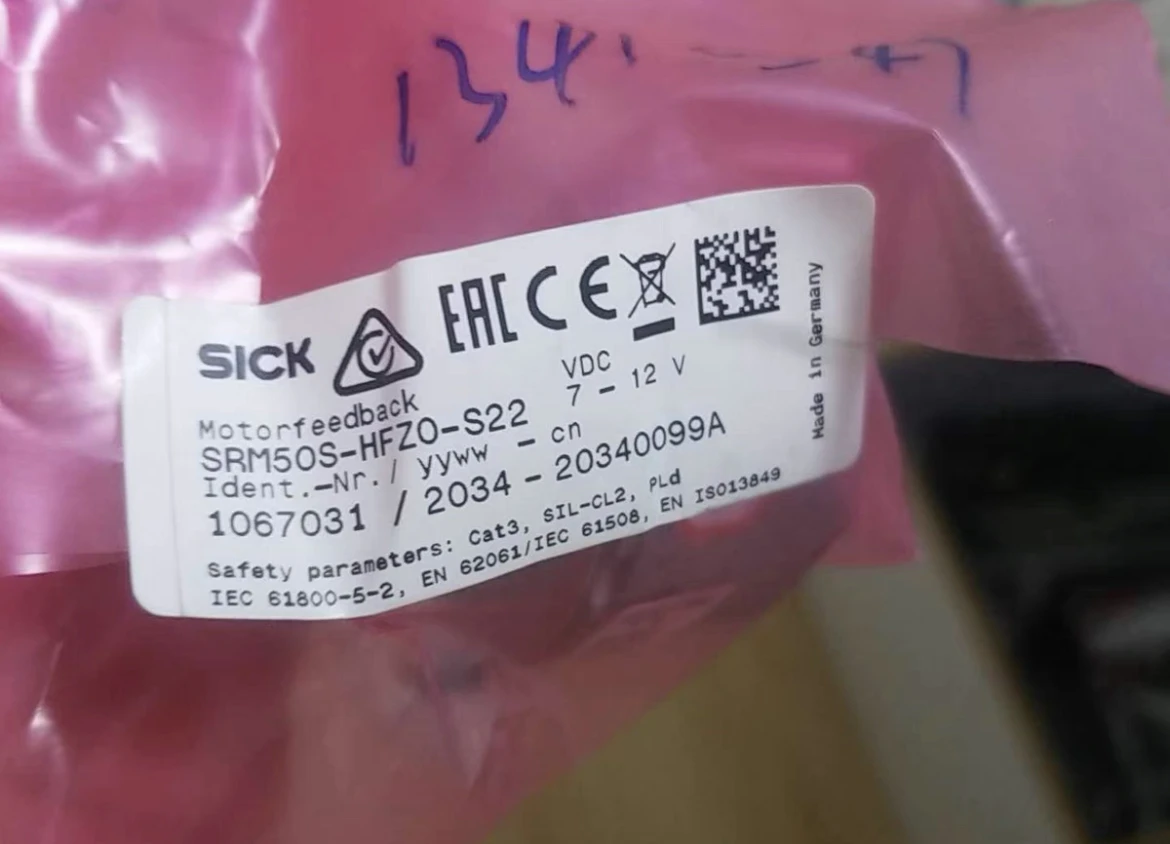 134
SICK
EAC CE
Made in Germany
Motorfeedback
VDC
SRM50S-HFZ0-S22
7 - 12 V
Ident.-Nr. / yyww - cn
1067031 / 2034 - 20340099A
Safety parameters: Cat3, SIL-CL2, PLd
IEC 61800-5-2, EN 62061/IEC 61508, EN ISO13849